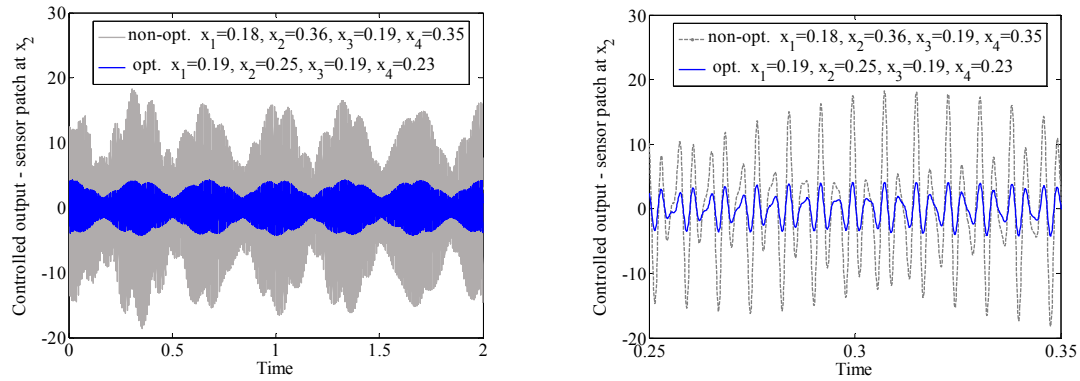 30
20
10
0
-10
-20
0
0.5
1
1.5
2
Time
Controlled output - sensor patch at x2
non-opt. x1=0.18, x2=0.36, x3=0.19, x4=0.35
opt. x1=0.19, x2=0.25, x3=0.19, x4=0.23
30
20
10
0
-10
-20
0.25
0.3
0.35
Time
Controlled output - sensor patch at x2
non-opt. x1=0.18, x2=0.36, x3=0.19, x4=0.35
opt. x1=0.19, x2=0.25, x3=0.19, x4=0.23